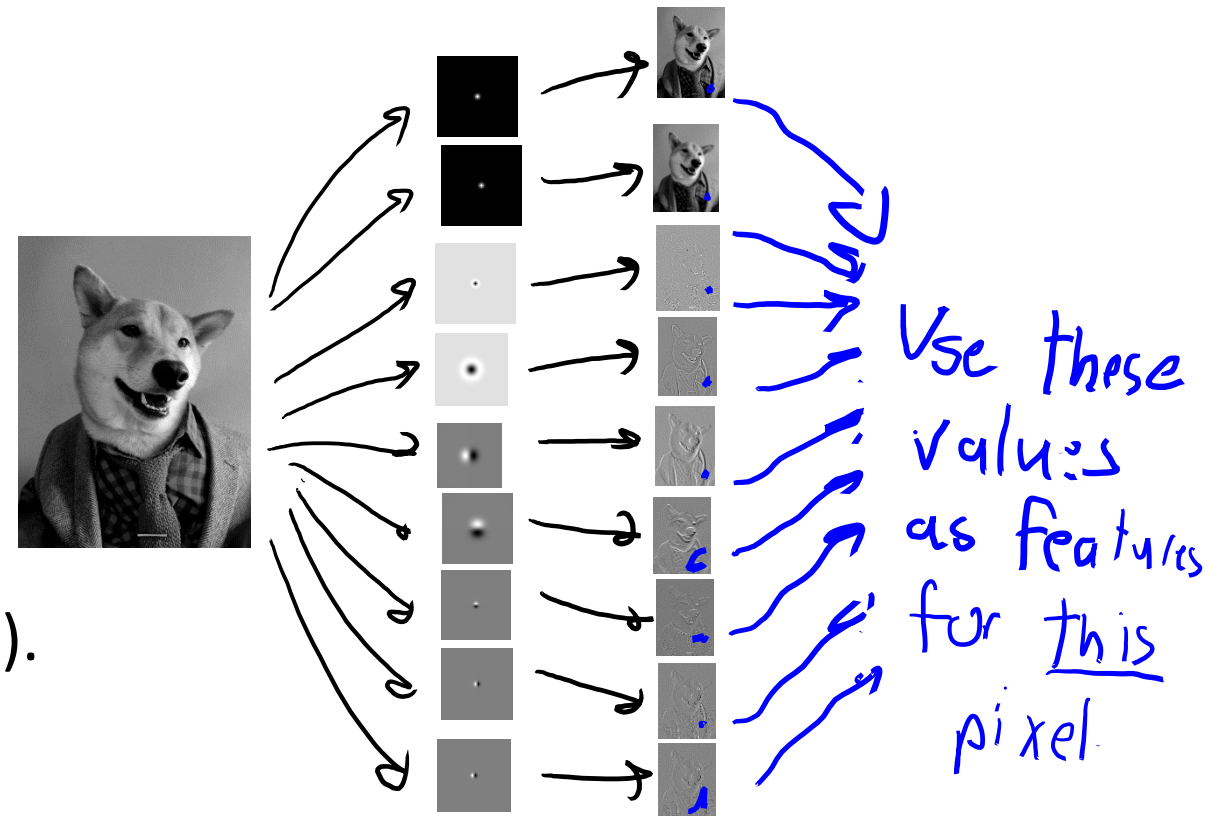 ).
Use these
values
as features
for this
pixel